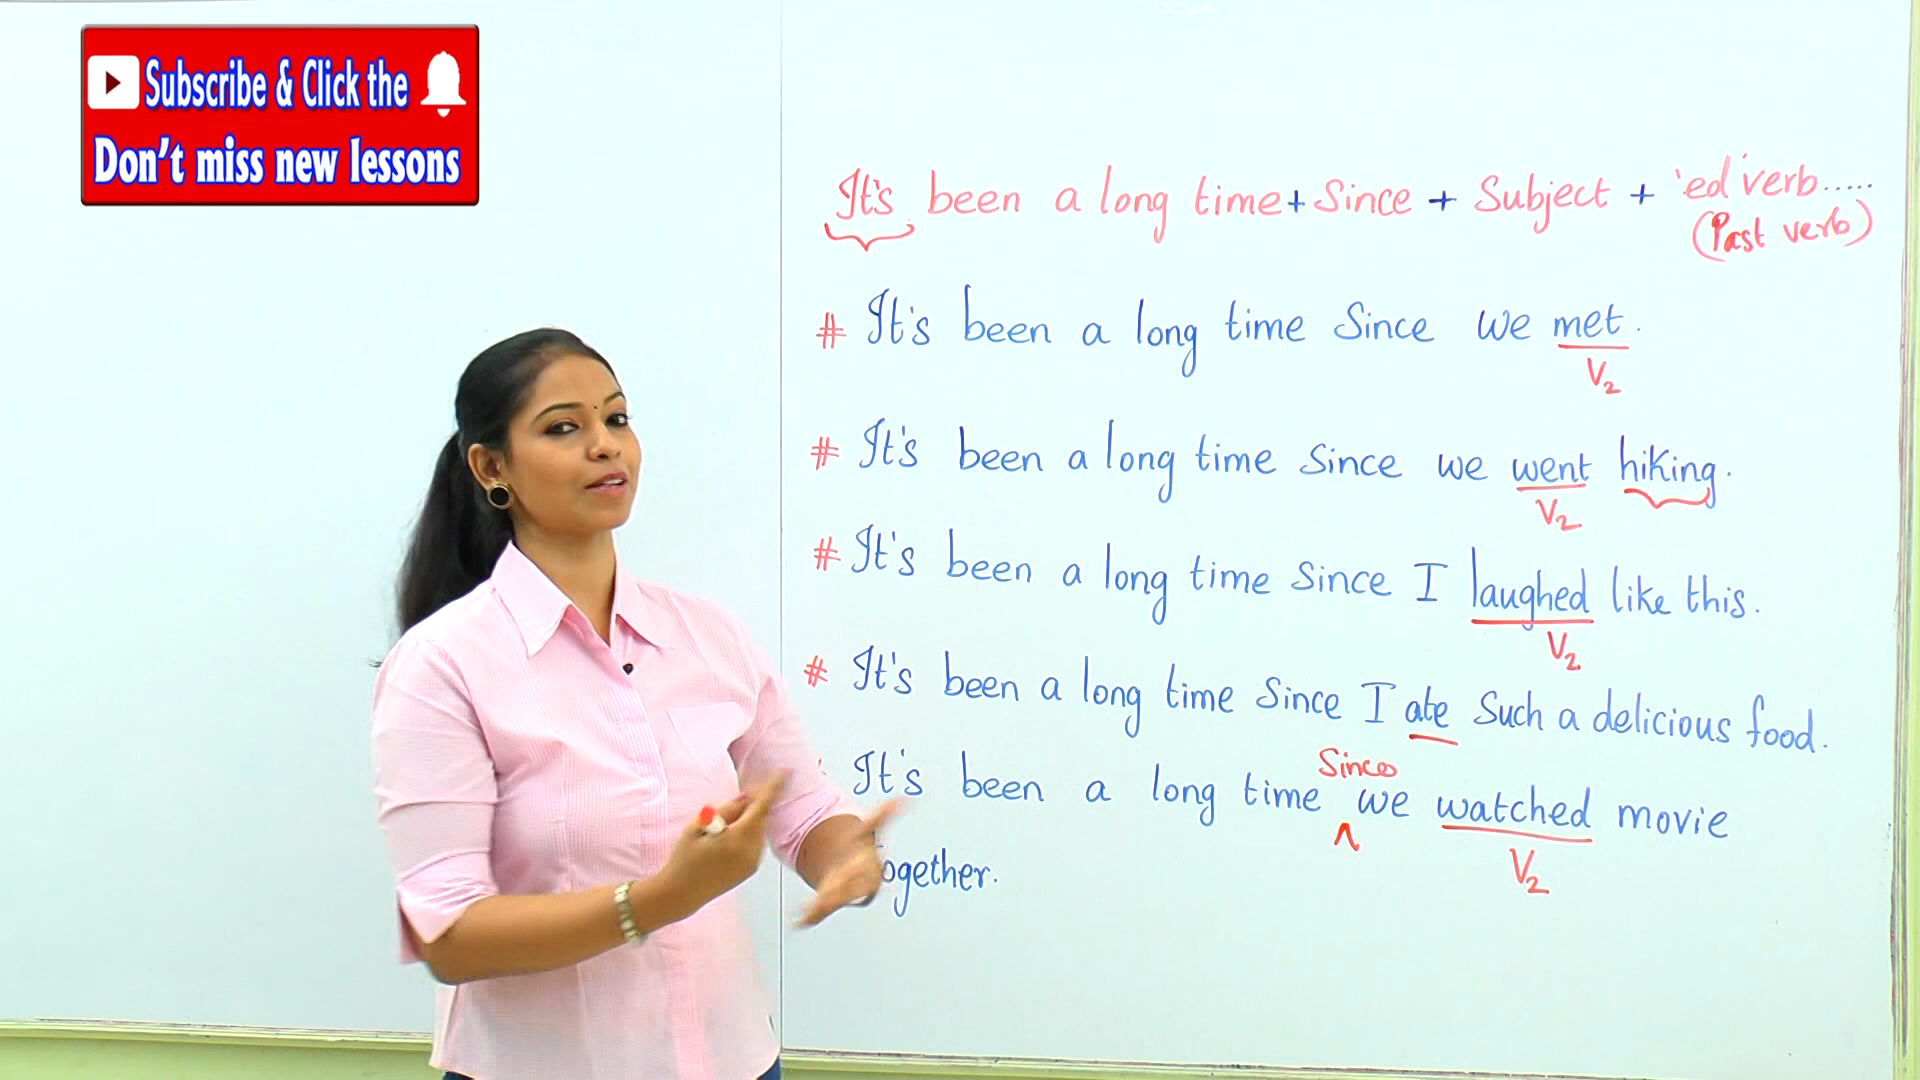 Subscribe & Click the
Don't miss new lessons
It's been a long time + Since + Subject + 'ed' verb.....
(Past verb)
# It's been a long time Since we met.
V2
# It's been a long time Since we went hiking.
V2
# It's been a long time Since I laughed like this.
V2
# It's been a long time Since I ate Such a delicious food.
Since
It's been a long time ^ we watched movie
V2
together.